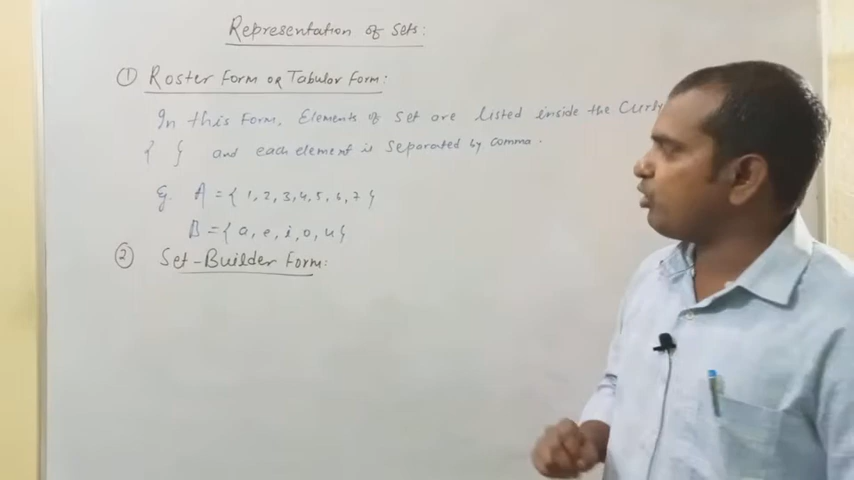 Representation of Sets:
① Roster Form or Tabular Form:
In this Form, Elements of Set are Listed inside the Curly
{ } and each element is Separated by Comma.
Eg. A = { 1, 2, 3, 4, 5, 6, 7 }
B = { a, e, i, o, u }
② Set-Builder Form: